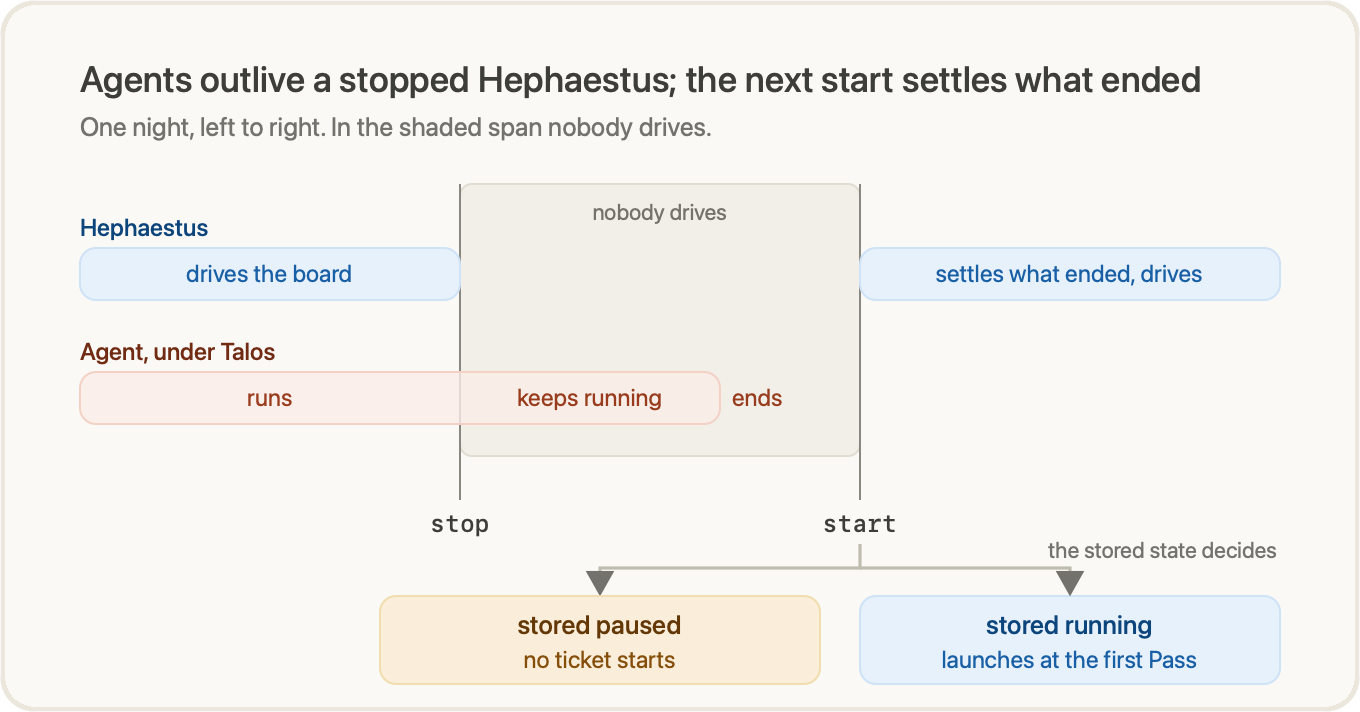 Agents outlive a stopped Hephaestus; the next start settles what ended
One night, left to right. In the shaded span nobody drives.
nobody drives
Hephaestus
drives the board
settles what ended, drives
Agent, under Talos
runs
keeps running
ends
stop
start
the stored state decides
stored paused
no ticket starts
stored running
launches at the first Pass